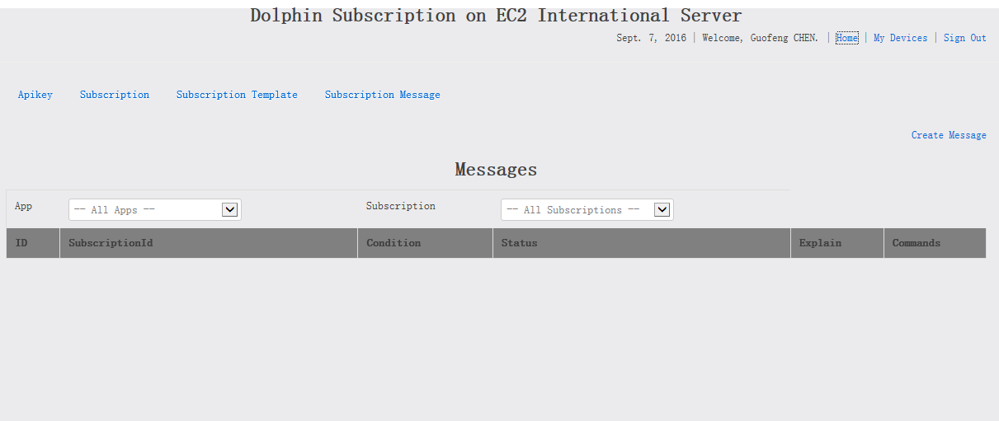 Dolphin Subscription on EC2 International Server
Sept. 7, 2016 | Welcome, Guofeng CHEN. | Home | My Devices | Sign Out
Apikey Subscription Subscription Template Subscription Message
Create Message
Messages
App -- All Apps -- Subscription -- All Subscriptions --
ID SubscriptionId Condition Status Explain Commands